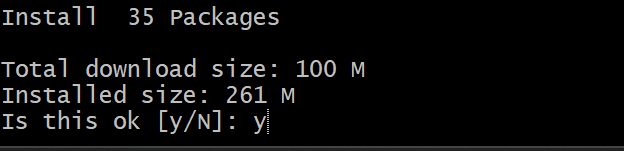 Install  35 Packages
Total download size: 100 M
Installed size: 261 M
Is this ok [y/N]: y